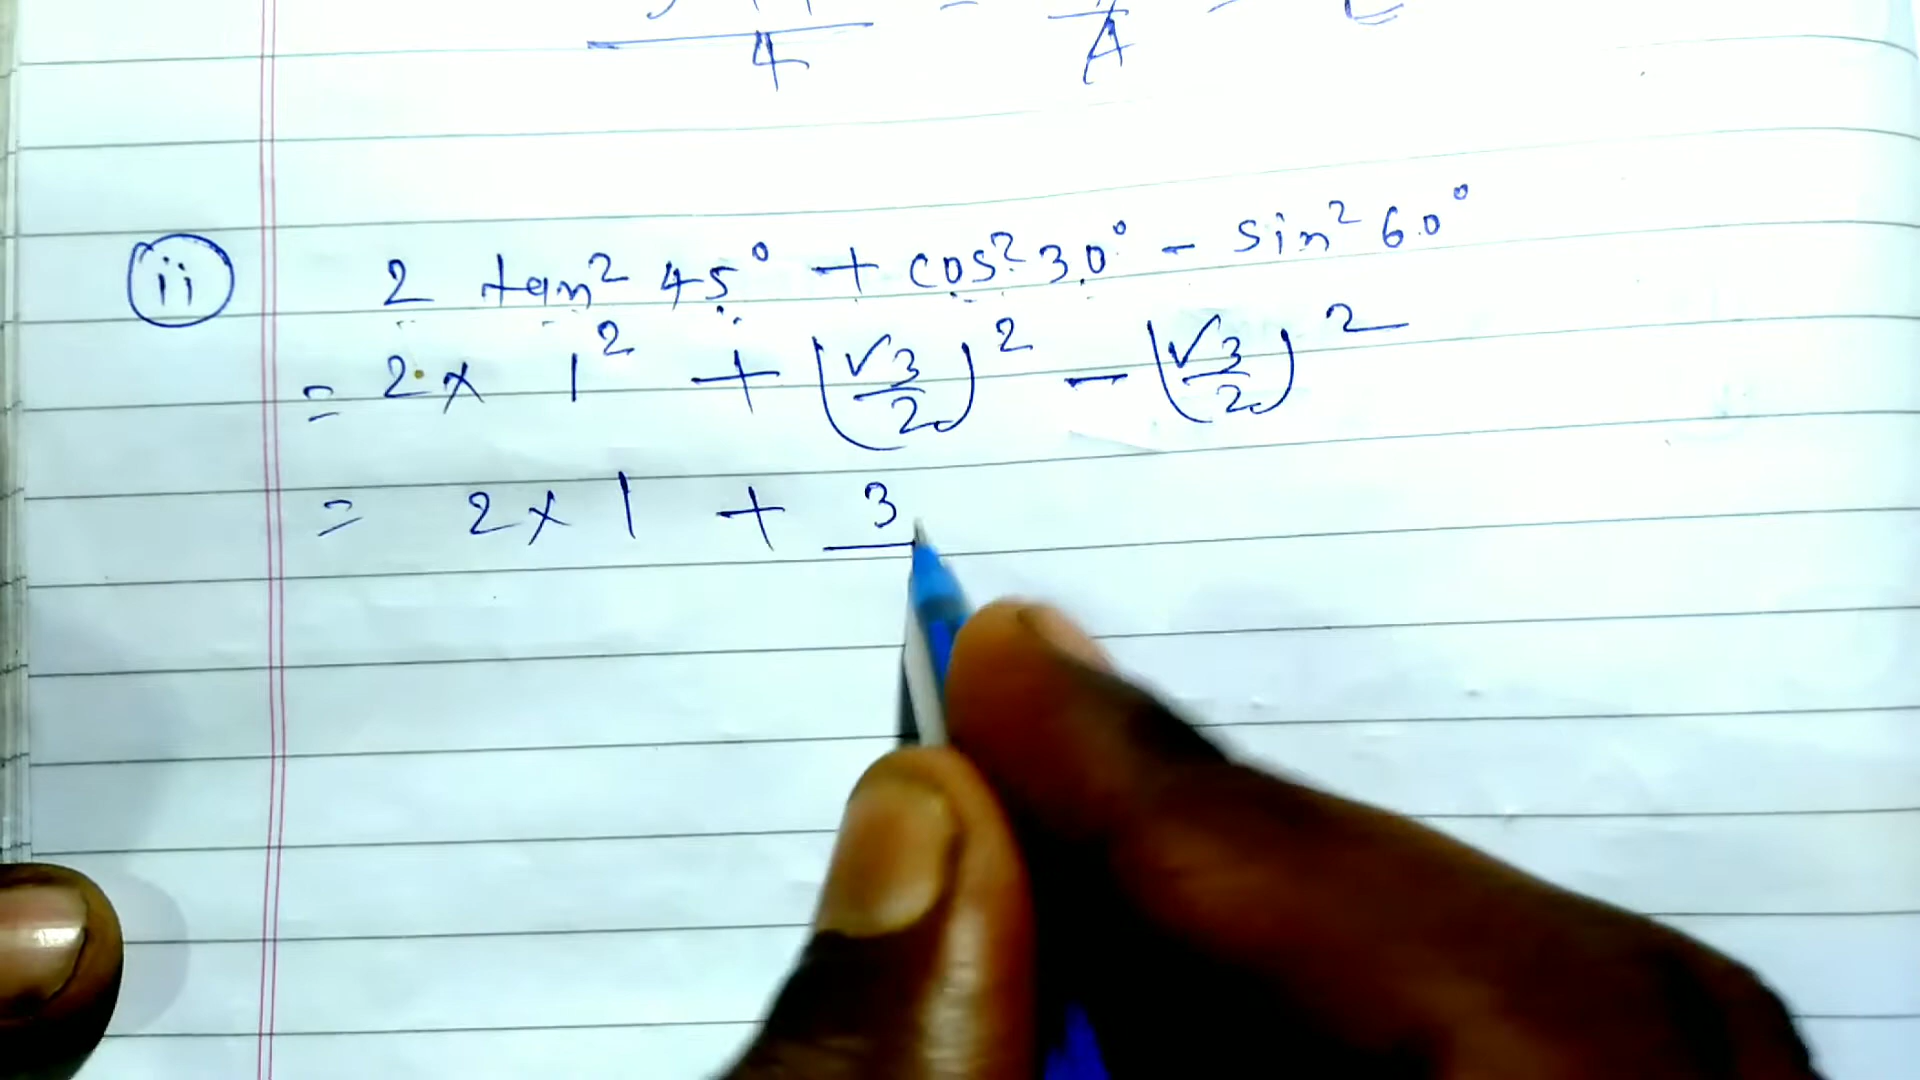 4 = A =
ii 2 tan² 45° + cos² 30° - sin² 60°
= 2 × 1² + (√3/2)² - (√3/2)²
= 2 × 1 + 3